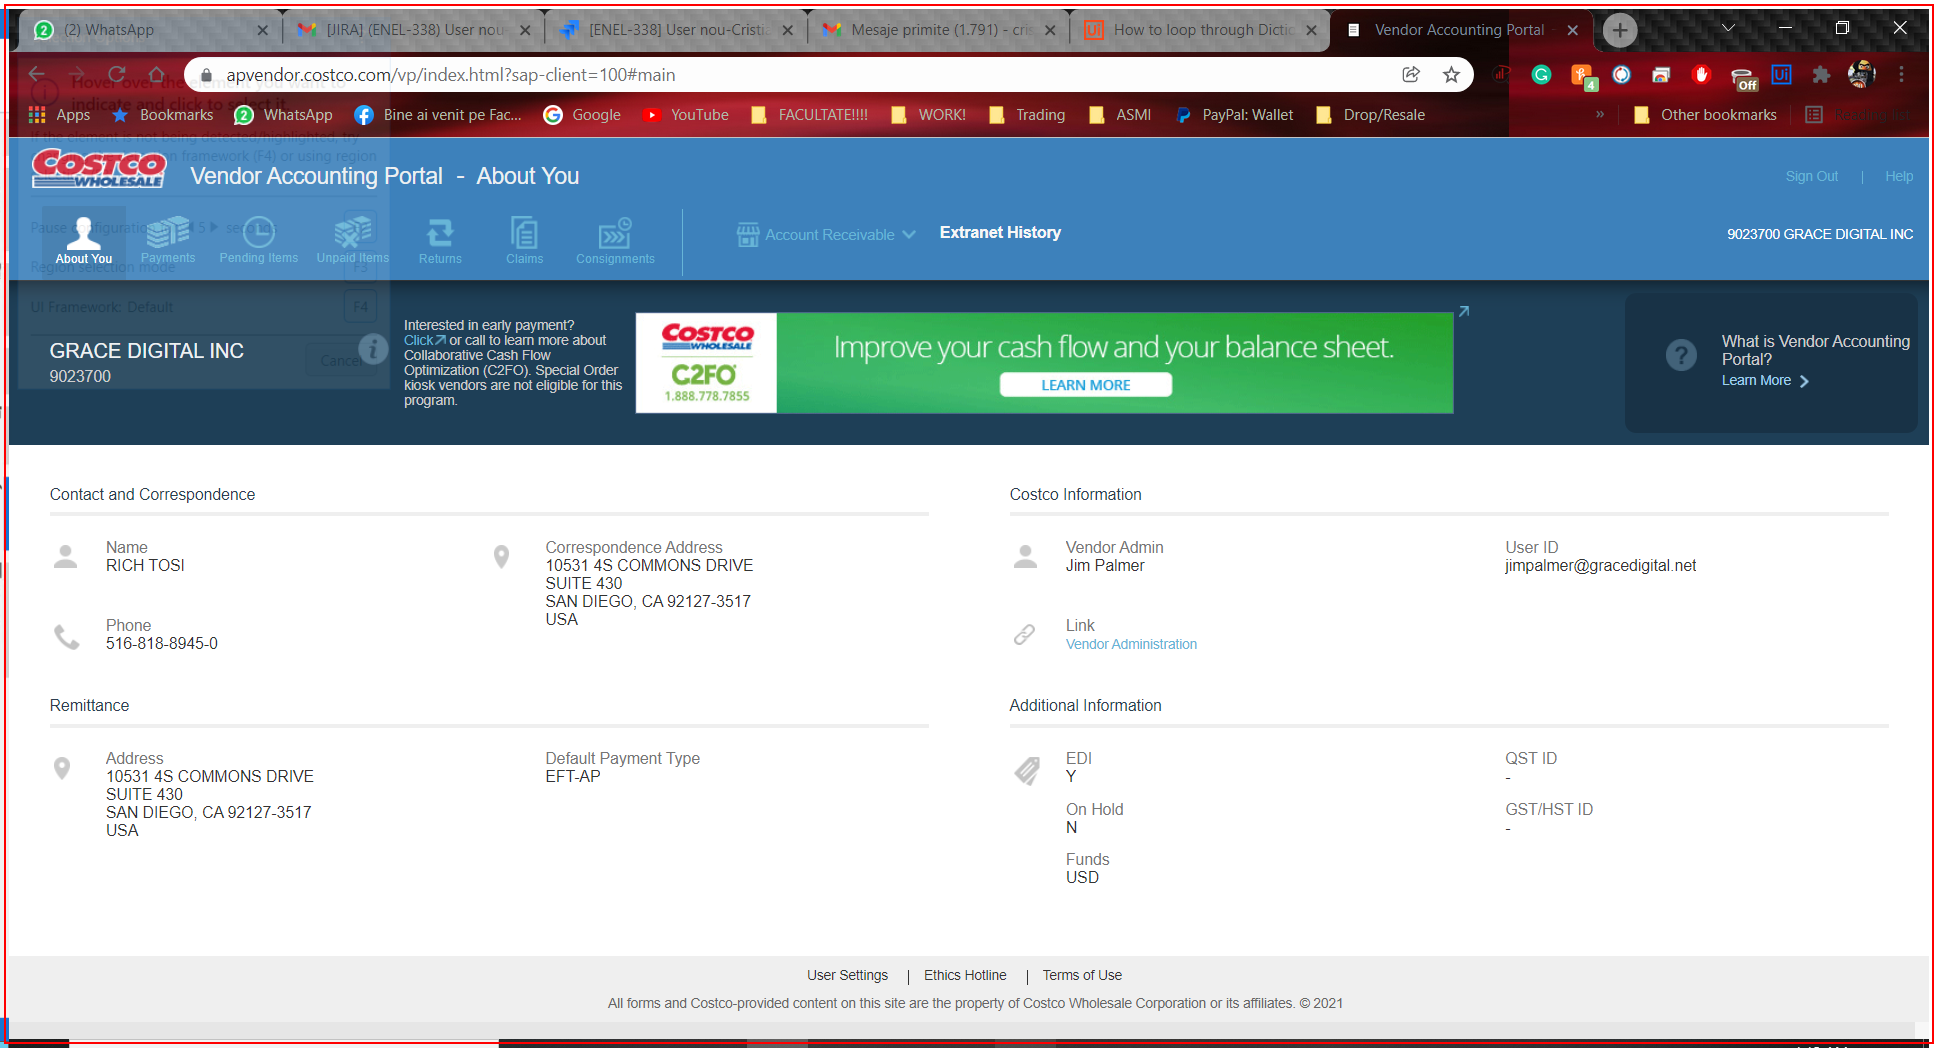 (2) WhatsApp
[JIRA] (ENEL-338) User nou
[ENEL-338] User nou-Cristia
Mesaje primite (1.791) - cris
How to loop through Dictio
Vendor Accounting Portal
apvendor.costco.com/vp/index.html?sap-client=100#main
Off
4
Ui
Hover over the element you want to
indicate and click to select it.
Apps
Bookmarks
WhatsApp
Bine ai venit pe Fac...
Google
YouTube
FACULTATE!!!!
WORK!
Trading
ASMI
PayPal: Wallet
Drop/Resale
»
Other bookmarks
Reading list
If the element is not being detected/highlighted, try
n framework (F4) or using region
COSTCO
WHOLESALE
Vendor Accounting Portal - About You
Sign Out | Help
Pause configuration
5
seconds
About You
Payments
Pending Items
Unpaid Items
Returns
Claims
Consignments
Account Receivable
Extranet History
9023700 GRACE DIGITAL INC
Region selection mode
F3
UI Framework: Default
F4
GRACE DIGITAL INC
9023700
Cancel
Interested in early payment?
Click or call to learn more about
Collaborative Cash Flow
Optimization (C2FO). Special Order
kiosk vendors are not eligible for this
program.
COSTCO
WHOLESALE
C2FO
1.888.778.7855
Improve your cash flow and your balance sheet.
LEARN MORE
What is Vendor Accounting
Portal?
Learn More
Contact and Correspondence
Name
RICH TOSI
Correspondence Address
10531 4S COMMONS DRIVE
SUITE 430
SAN DIEGO, CA 92127-3517
USA
Phone
516-818-8945-0
Costco Information
Vendor Admin
Jim Palmer
User ID
jimpalmer@gracedigital.net
Link
Vendor Administration
Remittance
Address
10531 4S COMMONS DRIVE
SUITE 430
SAN DIEGO, CA 92127-3517
USA
Default Payment Type
EFT-AP
Additional Information
EDI
Y
QST ID
-
On Hold
N
GST/HST ID
-
Funds
USD
User Settings | Ethics Hotline | Terms of Use
All forms and Costco-provided content on this site are the property of Costco Wholesale Corporation or its affiliates. © 2021